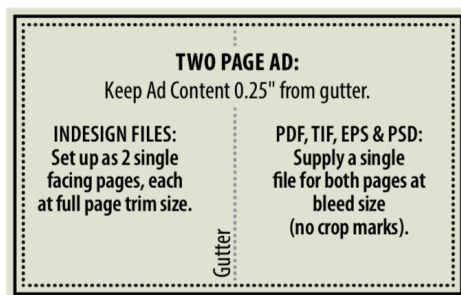 TWO PAGE AD:
Keep Ad Content 0.25" from gutter.
INDESIGN FILES:
Set up as 2 single
facing pages, each
at full page trim size.
PDF, TIF, EPS & PSD:
Supply a single
file for both pages at
bleed size
(no crop marks).
Gutter